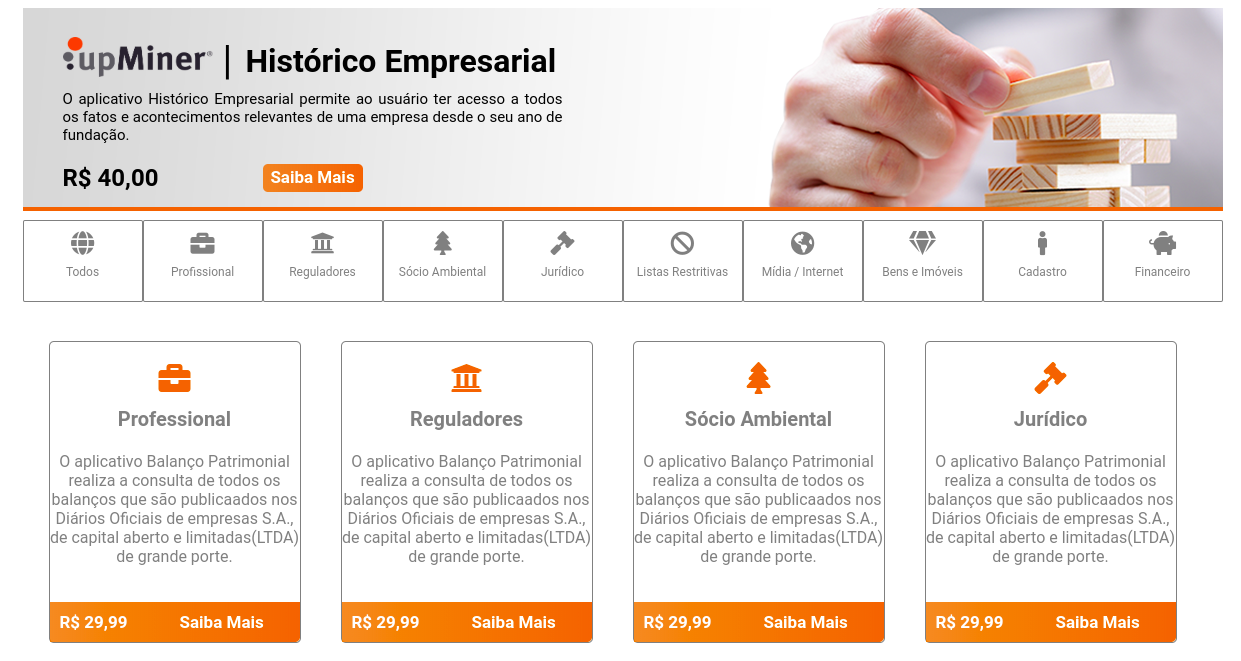 upMiner® | Histórico Empresarial
O aplicativo Histórico Empresarial permite ao usuário ter acesso a todos
os fatos e acontecimentos relevantes de uma empresa desde o seu ano de
fundação.
R$ 40,00 Saiba Mais
Todos Profissional Reguladores Sócio Ambiental Jurídico Listas Restritivas Mídia / Internet Bens e Imóveis Cadastro Financeiro
Professional
O aplicativo Balanço Patrimonial
realiza a consulta de todos os
balanços que são publicaados nos
Diários Oficiais de empresas S.A.,
de capital aberto e limitadas(LTDA)
de grande porte.
R$ 29,99 Saiba Mais
Reguladores
O aplicativo Balanço Patrimonial
realiza a consulta de todos os
balanços que são publicaados nos
Diários Oficiais de empresas S.A.,
de capital aberto e limitadas(LTDA)
de grande porte.
R$ 29,99 Saiba Mais
Sócio Ambiental
O aplicativo Balanço Patrimonial
realiza a consulta de todos os
balanços que são publicaados nos
Diários Oficiais de empresas S.A.,
de capital aberto e limitadas(LTDA)
de grande porte.
R$ 29,99 Saiba Mais
Jurídico
O aplicativo Balanço Patrimonial
realiza a consulta de todos os
balanços que são publicaados nos
Diários Oficiais de empresas S.A.,
de capital aberto e limitadas(LTDA)
de grande porte.
R$ 29,99 Saiba Mais